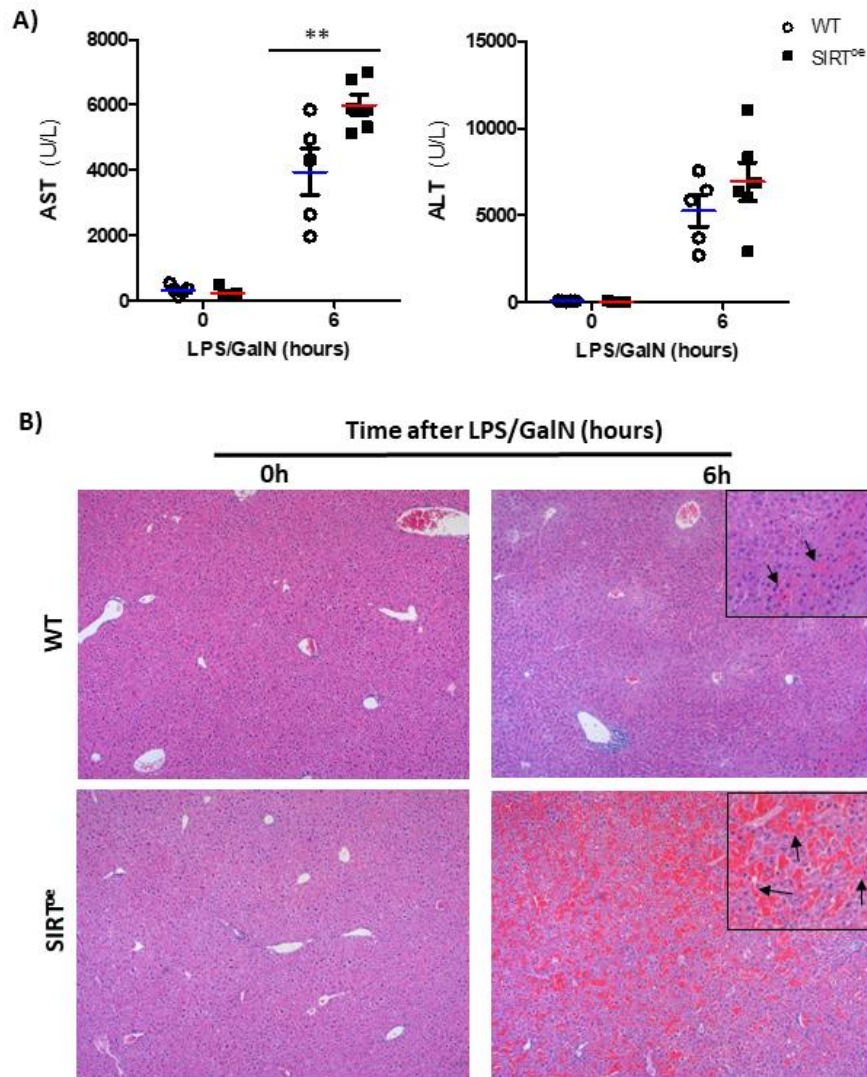 A)
8000
6000
4000
2000
0
AST (U/L)
**
0
6
LPS/GalN (hours)
15000
10000
5000
0
ALT (U/L)
0
6
LPS/GalN (hours)
WT
SIRToe
B)
Time after LPS/GalN (hours)
0h
6h
WT
SIRToe